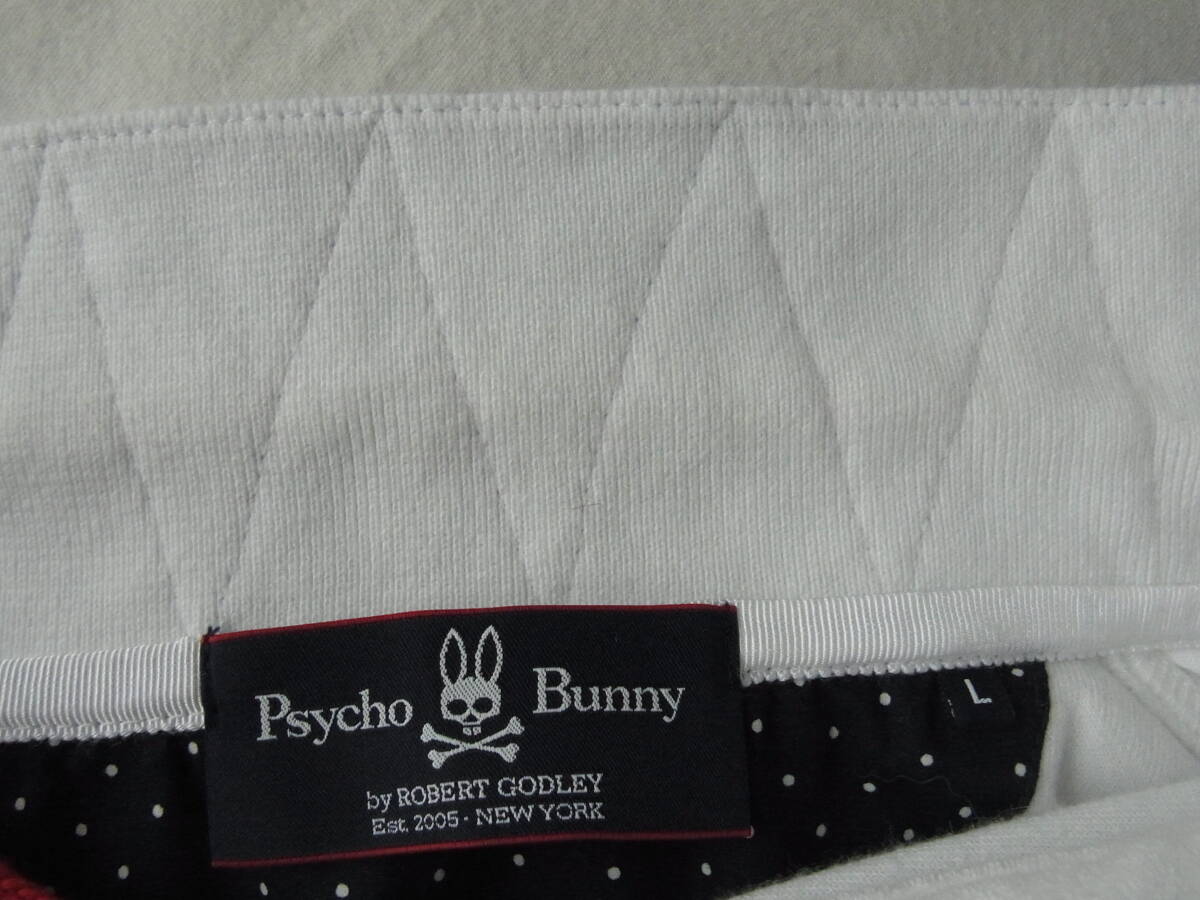 Psycho Bunny
by ROBERT GODLEY
Est. 2005 - NEW YORK
L